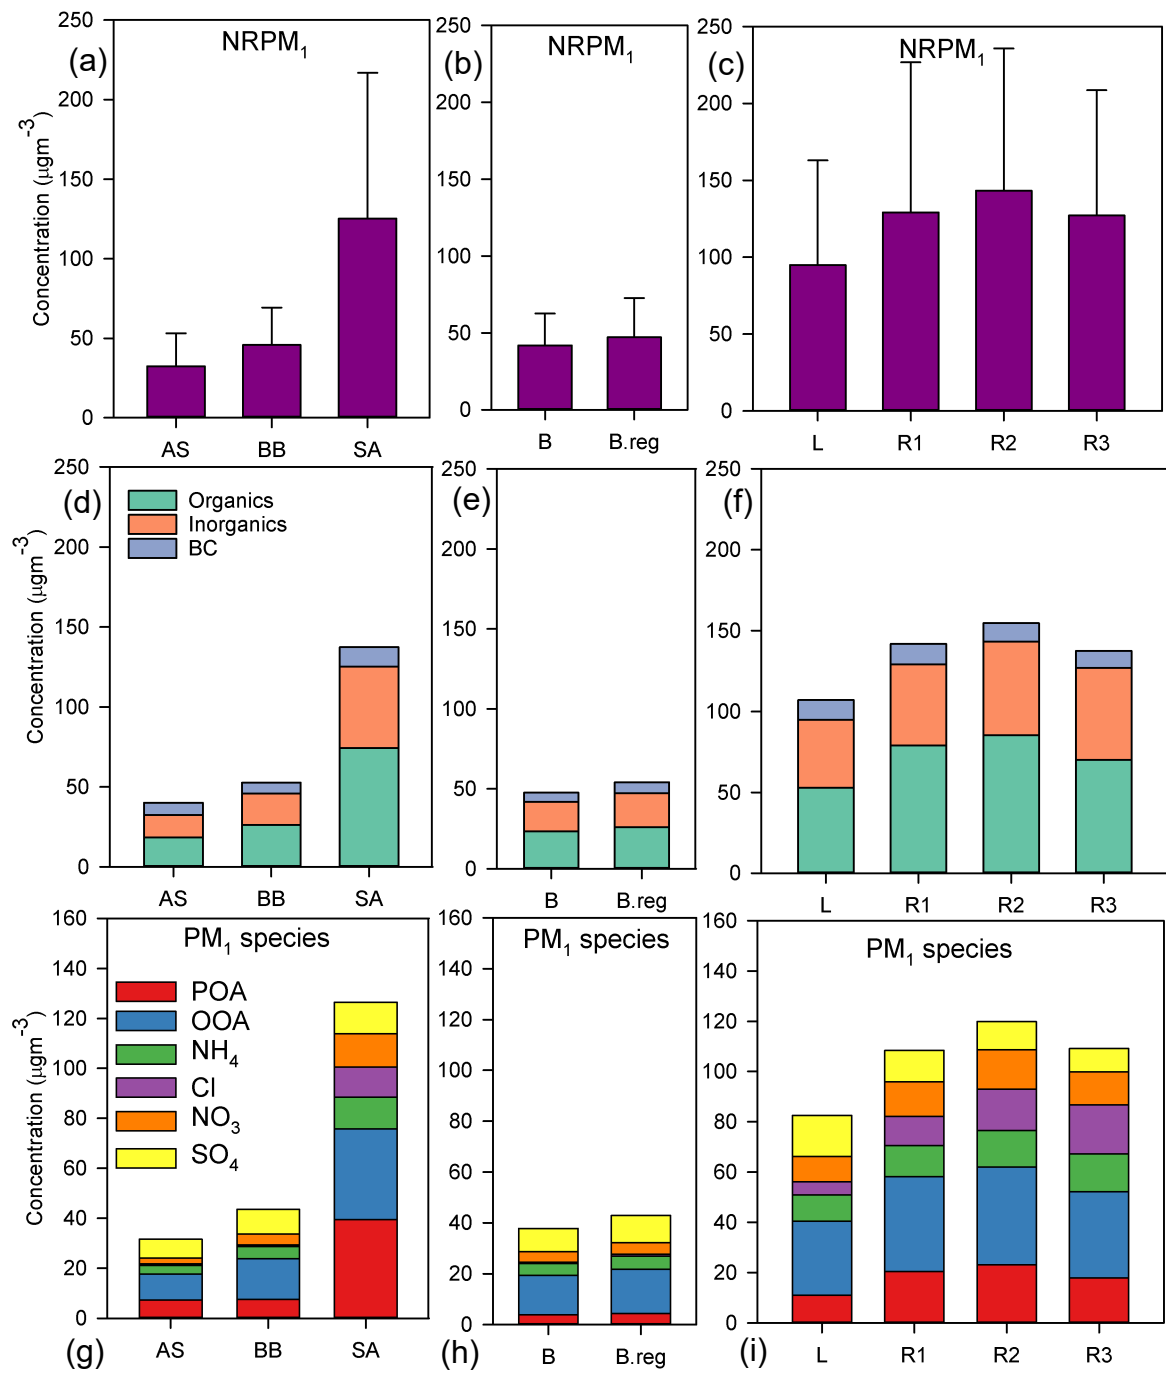 (a)
NRPM1
Concentration (μgm-3)
250
200
150
100
50
0
AS BB SA
(b)
NRPM1
250
200
150
100
50
0
B B.reg
(c)
NRPM1
250
200
150
100
50
0
L R1 R2 R3
(d)
Organics
Inorganics
BC
Concentration (μgm-3)
250
200
150
100
50
0
AS BB SA
(e)
250
200
150
100
50
0
B B.reg
(f)
250
200
150
100
50
0
L R1 R2 R3
PM1 species
POA
OOA
NH4
Cl
NO3
SO4
Concentration (μgm-3)
160
140
120
100
80
60
40
20
0
(g)
AS BB SA
PM1 species
160
140
120
100
80
60
40
20
0
(h)
B B.reg
PM1 species
160
140
120
100
80
60
40
20
0
(i)
L R1 R2 R3